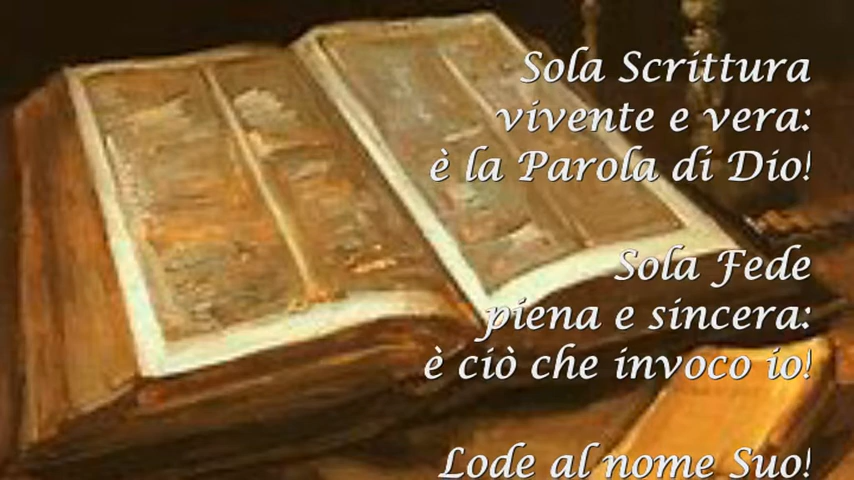 Sola Scrittura
vivente e vera:
è la Parola di Dio!
Sola Fede
piena e sincera:
è ciò che invoco io!
Lode al nome Suo!